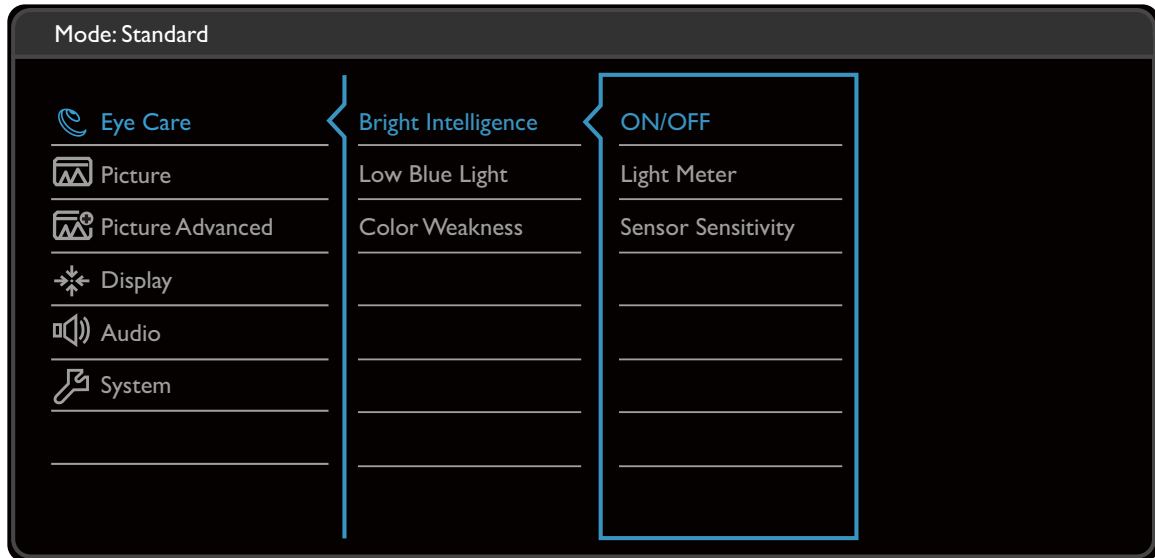 Mode: Standard
Eye Care
Bright Intelligence
ON/OFF
Picture
Low Blue Light
Light Meter
Picture Advanced
Color Weakness
Sensor Sensitivity
Display
Audio
System